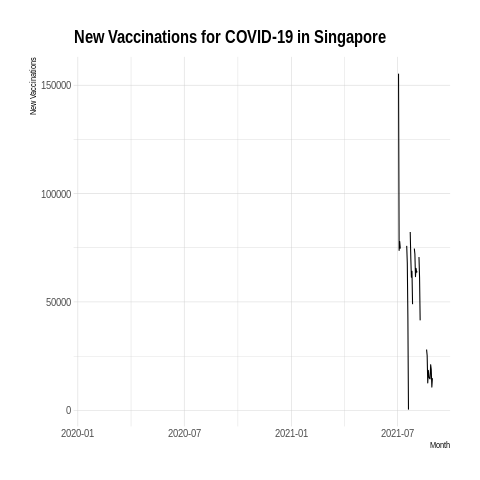 New Vaccinations for COVID-19 in Singapore
New Vaccinations
150000
100000
50000
0
2020-01 2020-07 2021-01 2021-07
Month